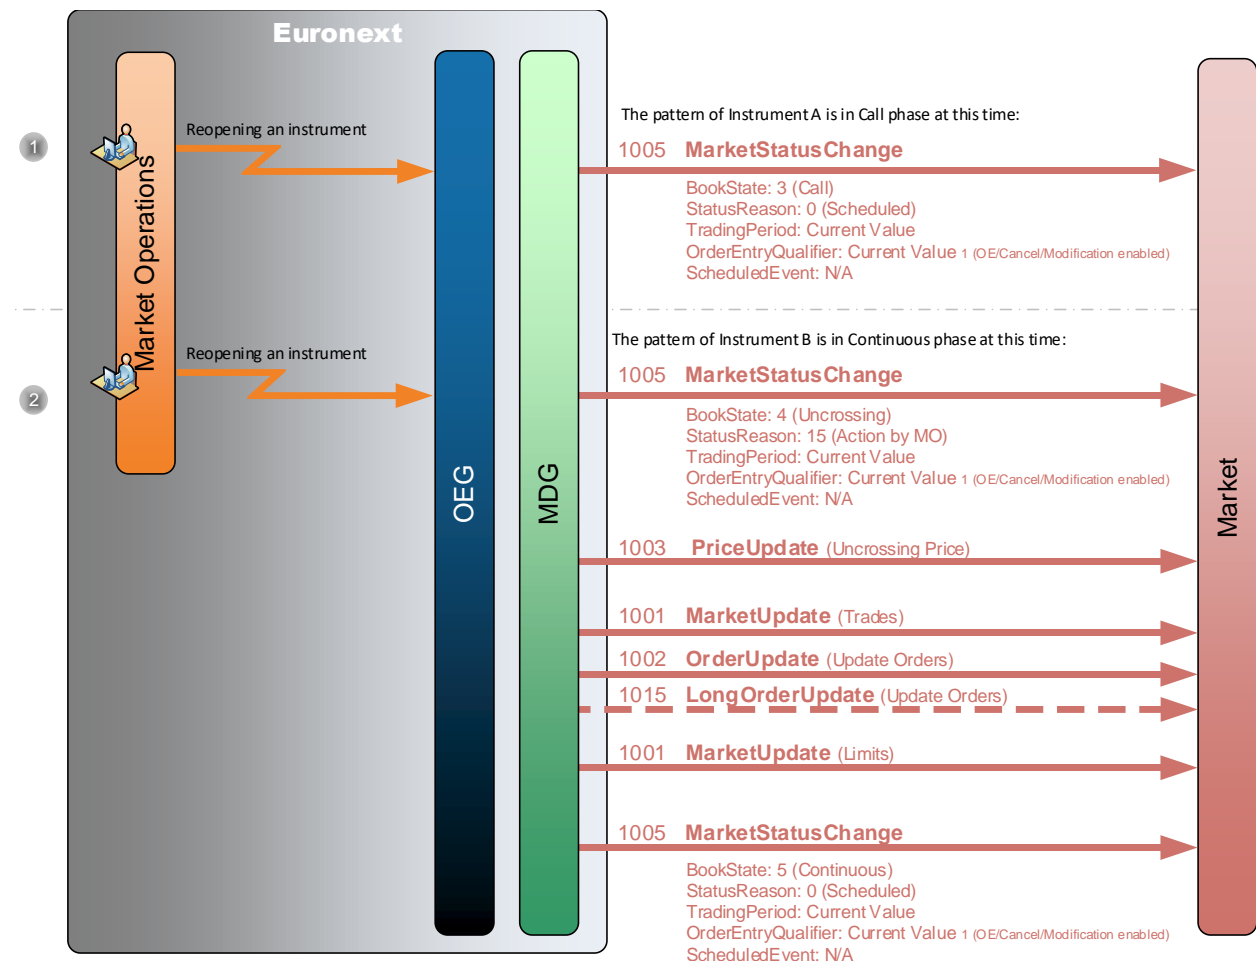 Euronext
Market Operations
OEG
MDG
Market
1
Reopening an instrument
The pattern of Instrument A is in Call phase at this time:
1005 MarketStatusChange
BookState: 3 (Call)
StatusReason: 0 (Scheduled)
TradingPeriod: Current Value
OrderEntryQualifier: Current Value 1 (OE/Cancel/Modification enabled)
ScheduledEvent: N/A
2
Reopening an instrument
The pattern of Instrument B is in Continuous phase at this time:
1005 MarketStatusChange
BookState: 4 (Uncrossing)
StatusReason: 15 (Action by MO)
TradingPeriod: Current Value
OrderEntryQualifier: Current Value 1 (OE/Cancel/Modification enabled)
ScheduledEvent: N/A
1003 PriceUpdate (Uncrossing Price)
1001 MarketUpdate (Trades)
1002 OrderUpdate (Update Orders)
1015 LongOrderUpdate (Update Orders)
1001 MarketUpdate (Limits)
1005 MarketStatusChange
BookState: 5 (Continuous)
StatusReason: 0 (Scheduled)
TradingPeriod: Current Value
OrderEntryQualifier: Current Value 1 (OE/Cancel/Modification enabled)
ScheduledEvent: N/A